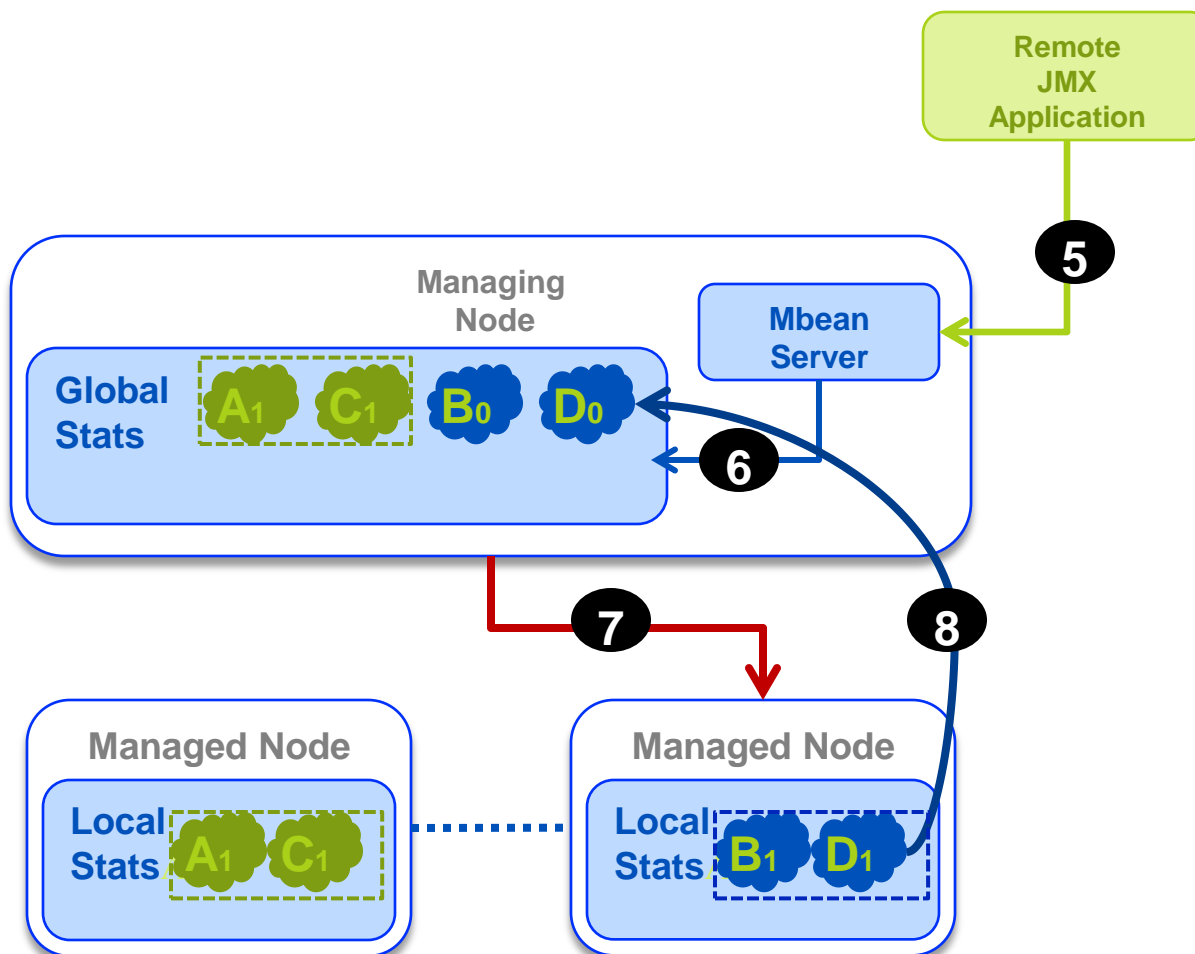 Remote
JMX
Application
5
Managing
Node
Mbean
Server
Global
Stats
A1
C1
B0
D0
6
7
8
Managed Node
Local
Stats
A1
C1
Managed Node
Local
Stats
B1
D1